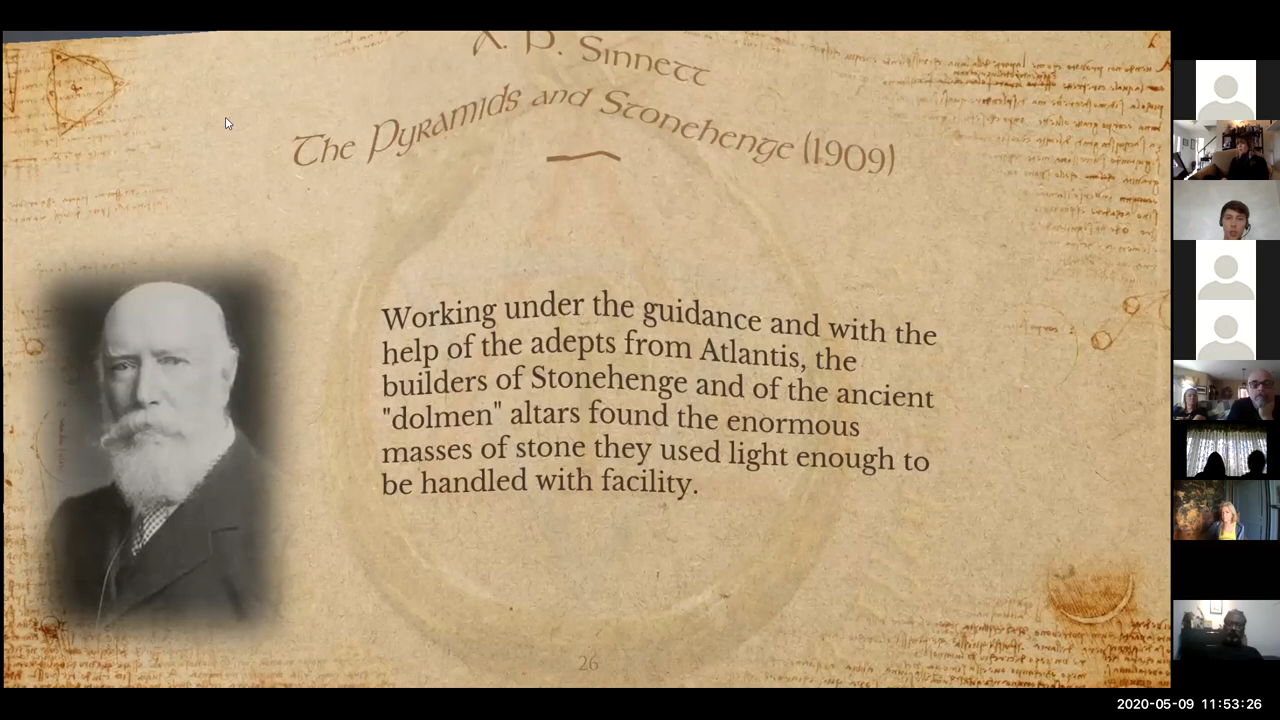 A. P. Sinnett
The Pyramids and Stonehenge (1909)
Working under the guidance and with the
help of the adepts from Atlantis, the
builders of Stonehenge and of the ancient
"dolmen" altars found the enormous
masses of stone they used light enough to
be handled with facility.
26
2020-05-09 11:53:26